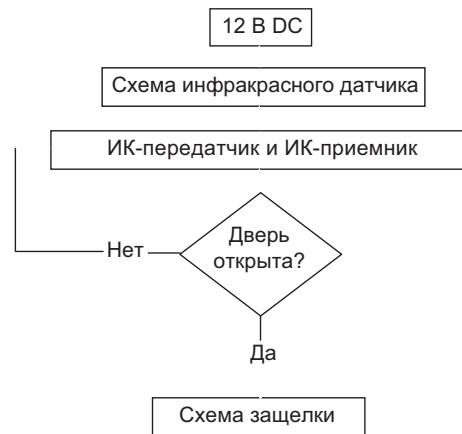 12 В DC
Схема инфракрасного датчика
ИК-передатчик и ИК-приемник
Дверь
открыта?
Нет
Да
Схема защелки